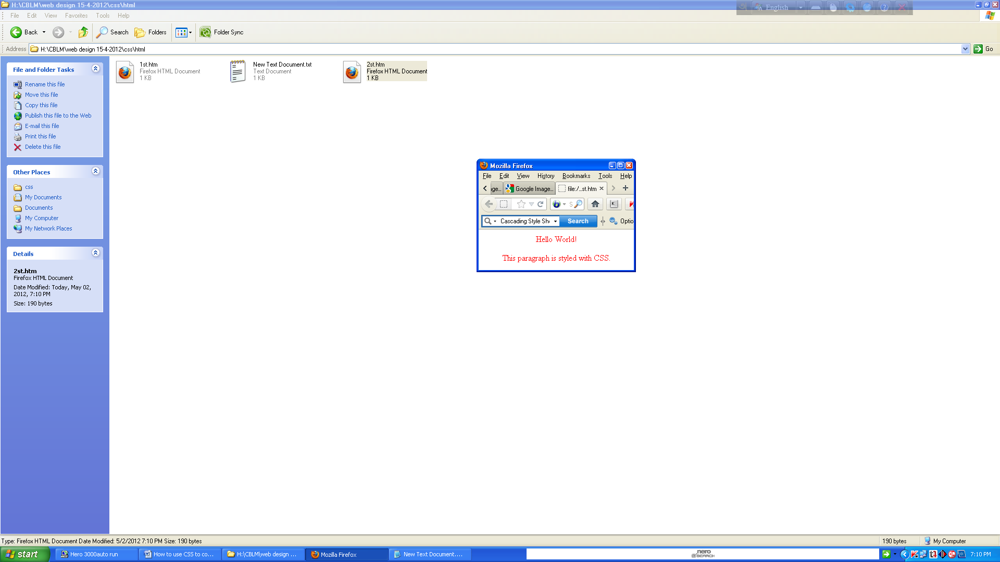 H:\CBLM\web design 15-4-2012\css\html
English
File Edit View Favorites Tools Help
Back Search Folders Folder Sync
Address H:\CBLM\web design 15-4-2012\css\html Go
File and Folder Tasks
Rename this file
Move this file
Copy this file
Publish this file to the Web
E-mail this file
Print this file
Delete this file
Other Places
css
My Documents
Documents
My Computer
My Network Places
Details
2st.htm
Firefox HTML Document
Date Modified: Today, May 02,
2012, 7:10 PM
Size: 190 bytes
1st.htm
Firefox HTML Document
1 KB
New Text Document.txt
Text Document
1 KB
2st.htm
Firefox HTML Document
1 KB
Mozilla Firefox
File Edit View History Bookmarks Tools Help
ge... Google Image... file:/...st.htm
S K
Cascading Style Sh Search Optio
Hello World!
This paragraph is styled with CSS.
Type: Firefox HTML Document Date Modified: 5/2/2012 7:10 PM Size: 190 bytes 190 bytes My Computer
start Hero 3000auto run How to use CSS to co... H:\CBLM\web design ... Mozilla Firefox New Text Document.... nero SEARCH 7:10 PM